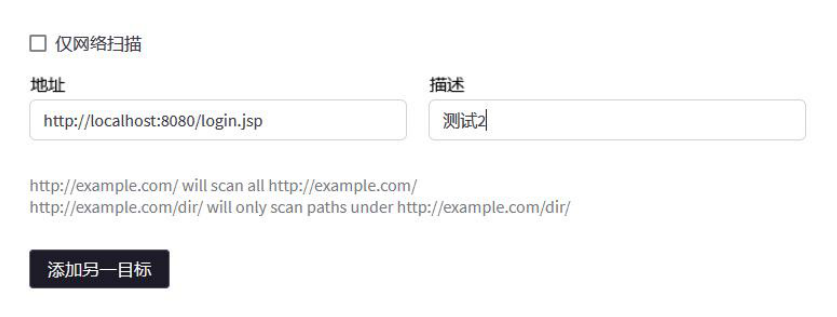 仅网络扫描
地址
描述
http://localhost:8080/login.jsp
测试2
http://example.com/ will scan all http://example.com/
http://example.com/dir/ will only scan paths under http://example.com/dir/
添加另一目标